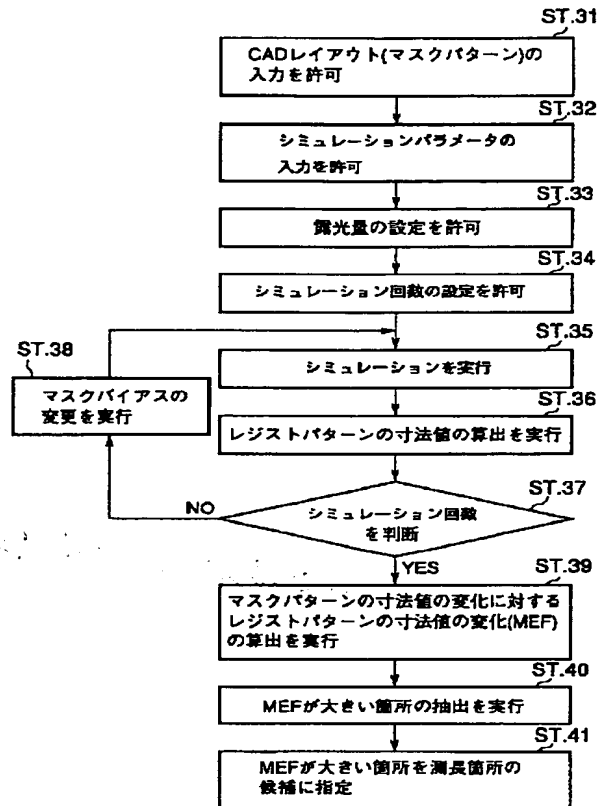 ST.31
CADレイアウト(マスクパターン)の
入力を許可
ST.32
シミュレーションパラメータの
入力を許可
ST.33
露光量の設定を許可
ST.34
シミュレーション回数の設定を許可
ST.35
シミュレーションを実行
ST.38
マスクバイアスの
変更を実行
ST.36
レジストパターンの寸法値の算出を実行
ST.37
シミュレーション回数
を判断
NO
YES
ST.39
マスクパターンの寸法値の変化に対する
レジストパターンの寸法値の変化(MEF)
の算出を実行
ST.40
MEFが大きい箇所の抽出を実行
ST.41
MEFが大きい箇所を測長箇所の
候補に指定